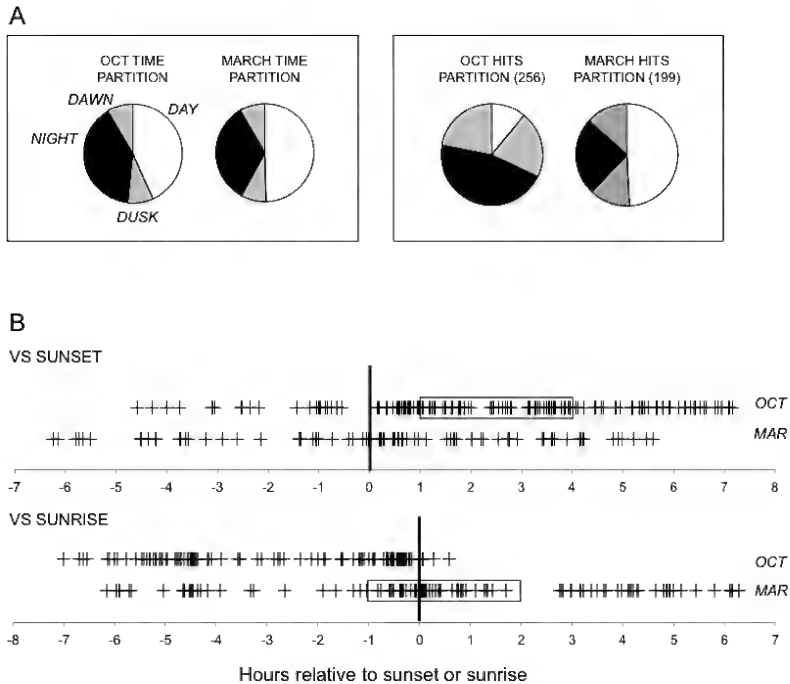 A
OCT TIME
PARTITION
MARCH TIME
PARTITION
DAWN
DAY
NIGHT
DUSK
OCT HITS
PARTITION (256)
MARCH HITS
PARTITION (199)
B
VS SUNSET
OCT
MAR
-7 -6 -5 -4 -3 -2 -1 0 1 2 3 4 5 6 7 8
VS SUNRISE
OCT
MAR
-8 -7 -6 -5 -4 -3 -2 -1 0 1 2 3 4 5 6 7
Hours relative to sunset or sunrise